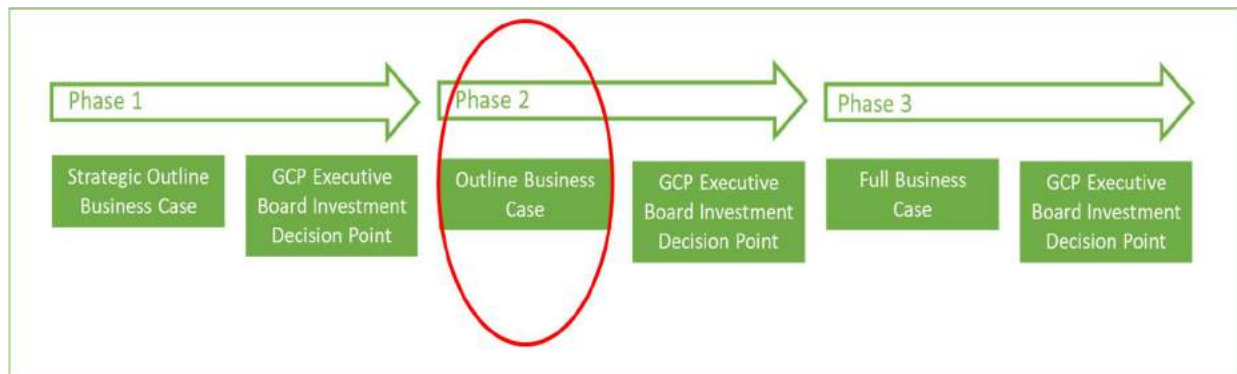 Phase 1
Phase 2
Phase 3
Strategic Outline
Business Case
GCP Executive
Board Investment
Decision Point
Outline Business
Case
GCP Executive
Board Investment
Decision Point
Full Business
Case
GCP Executive
Board Investment
Decision Point